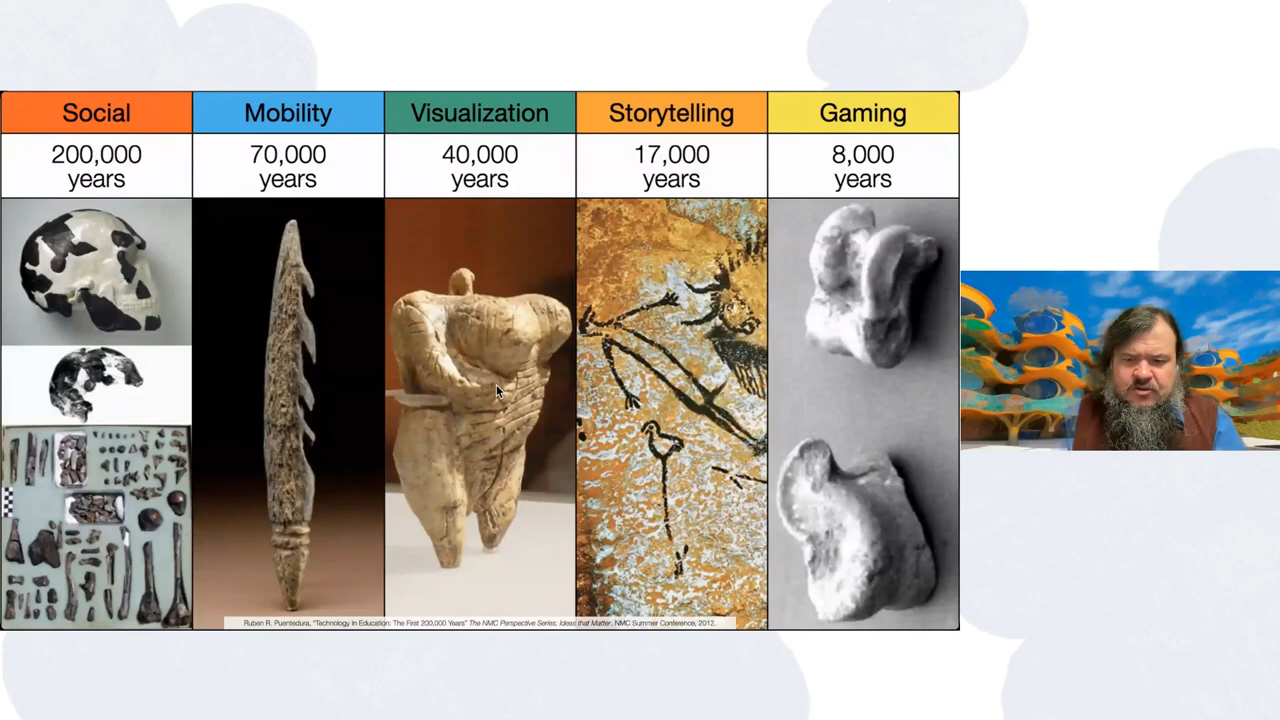 Social
Mobility
Visualization
Storytelling
Gaming
200,000
years
70,000
years
40,000
years
17,000
years
8,000
years
Ruben R. Puentedura, "Technology In Education: The First 200,000 Years" The NMC Perspective Series: Ideas that Matter. NMC Summer Conference, 2012.